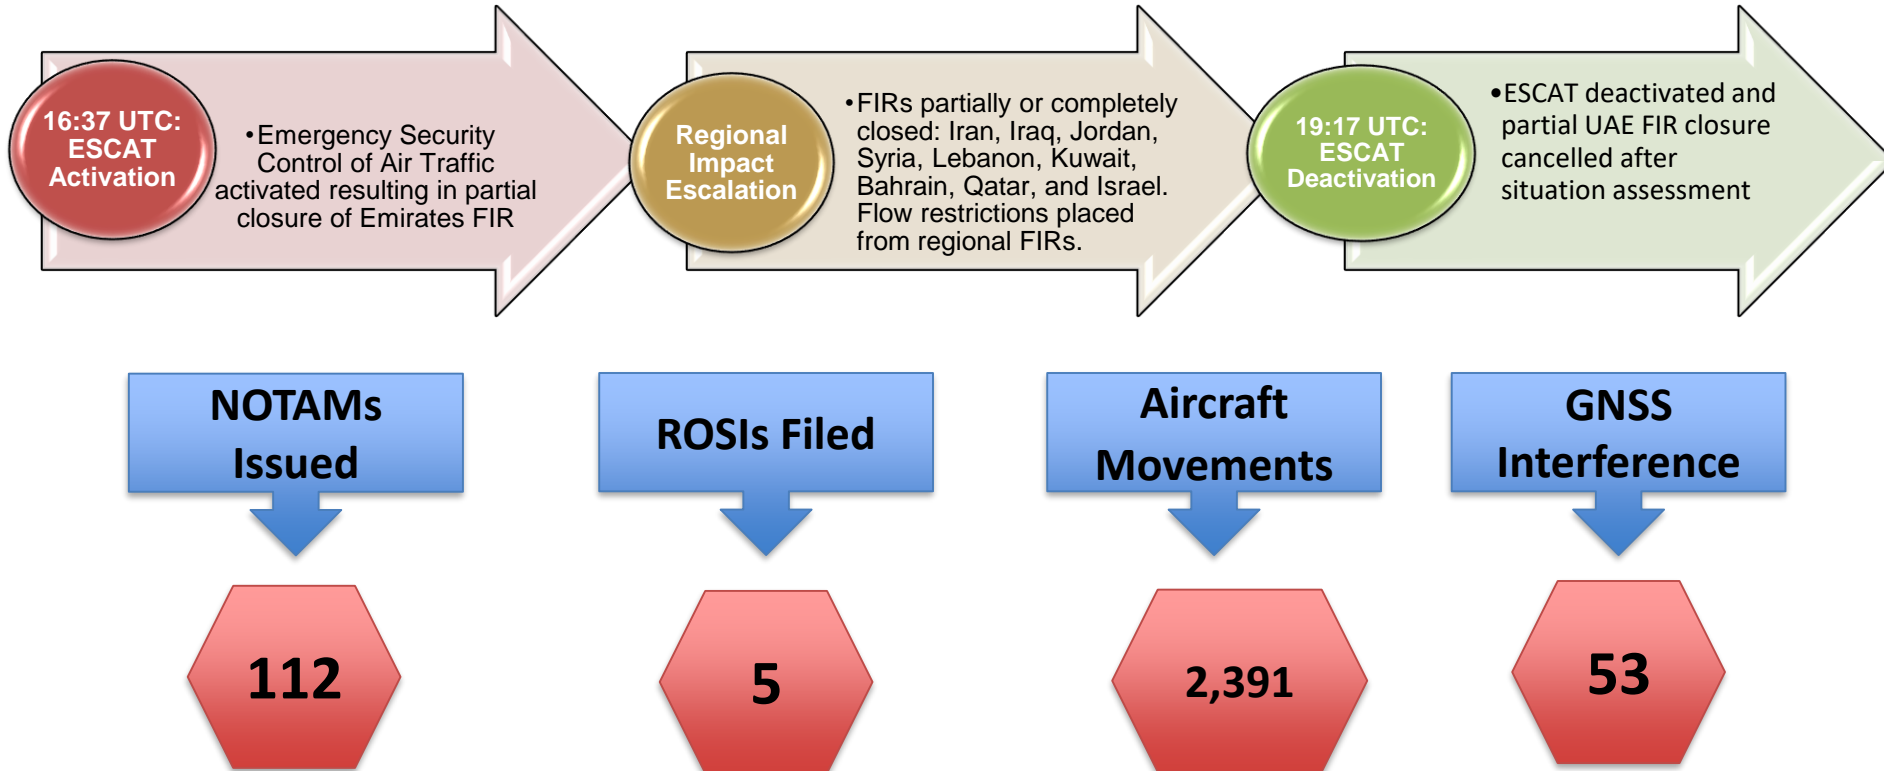 16:37 UTC:
ESCAT
Activation
•Emergency Security
Control of Air Traffic
activated resulting in partial
closure of Emirates FIR
Regional
Impact
Escalation
•FIRs partially or completely
closed: Iran, Iraq, Jordan,
Syria, Lebanon, Kuwait,
Bahrain, Qatar, and Israel.
Flow restrictions placed
from regional FIRs.
19:17 UTC:
ESCAT
Deactivation
•ESCAT deactivated and
partial UAE FIR closure
cancelled after
situation assessment
NOTAMs
Issued
112
ROSIs Filed
5
Aircraft
Movements
2,391
GNSS
Interference
53